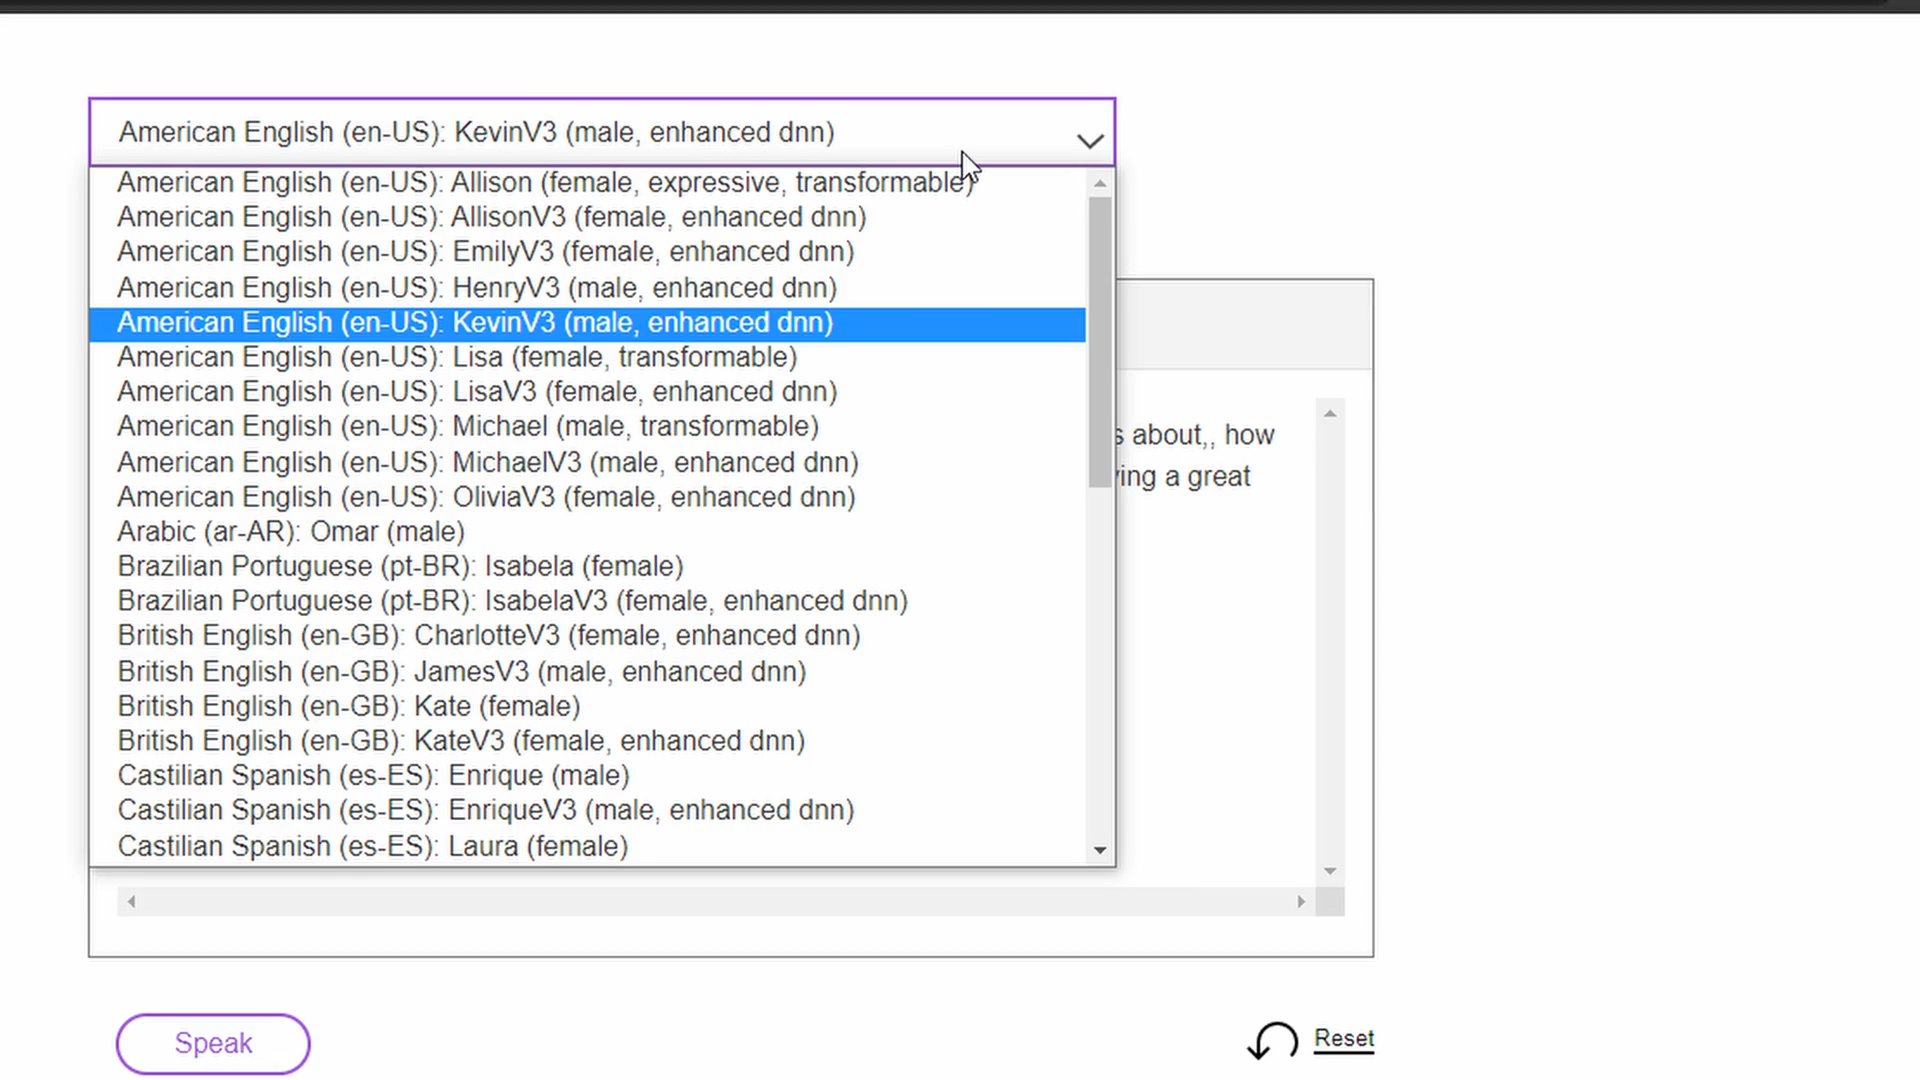 American English (en-US): KevinV3 (male, enhanced dnn)
American English (en-US): Allison (female, expressive, transformable)
American English (en-US): AllisonV3 (female, enhanced dnn)
American English (en-US): EmilyV3 (female, enhanced dnn)
American English (en-US): HenryV3 (male, enhanced dnn)
American English (en-US): KevinV3 (male, enhanced dnn)
American English (en-US): Lisa (female, transformable)
American English (en-US): LisaV3 (female, enhanced dnn)
American English (en-US): Michael (male, transformable)
American English (en-US): MichaelV3 (male, enhanced dnn)
American English (en-US): OliviaV3 (female, enhanced dnn)
Arabic (ar-AR): Omar (male)
Brazilian Portuguese (pt-BR): Isabela (female)
Brazilian Portuguese (pt-BR): IsabelaV3 (female, enhanced dnn)
British English (en-GB): CharlotteV3 (female, enhanced dnn)
British English (en-GB): JamesV3 (male, enhanced dnn)
British English (en-GB): Kate (female)
British English (en-GB): KateV3 (female, enhanced dnn)
Castilian Spanish (es-ES): Enrique (male)
Castilian Spanish (es-ES): EnriqueV3 (male, enhanced dnn)
Castilian Spanish (es-ES): Laura (female)
about,, how
a great
Speak
Reset